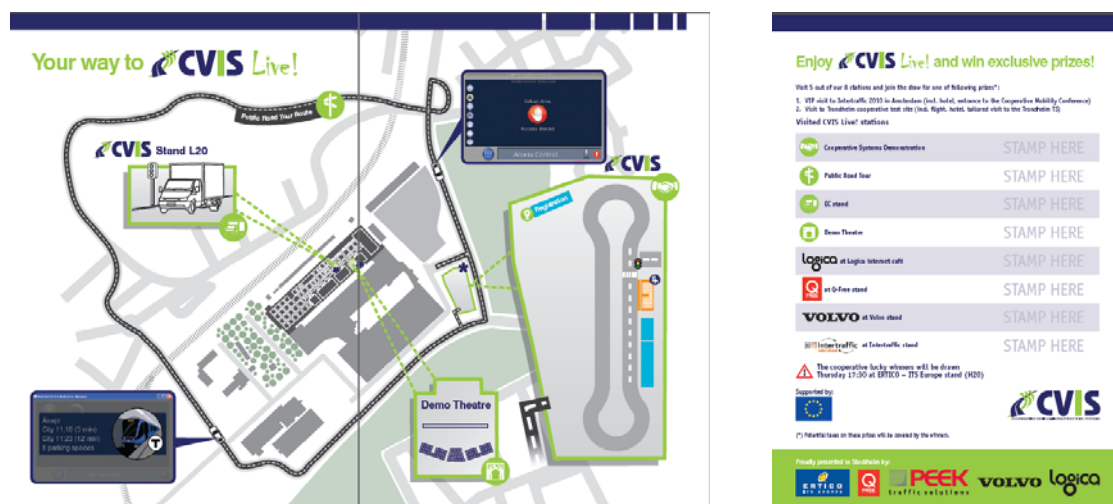 Your way to CVIS Live!
Public Road Tour Route
CVIS Stand L20
Urban Area
Access denied
Access Control
CVIS
Registration
Demo Theatre
City 11:16 (5 min)
City 11:23 (12 min)
8 parking spaces
T
Enjoy CVIS Live! and win exclusive prizes!
Visit 5 out of our 8 stations and join the draw for one of following prizes*:
1. VIP visit to Intertraffic 2010 in Amsterdam (incl. hotel, entrance to the Cooperative Mobility Conference)
2. Visit to Trondheim cooperative test site (incl. flight, hotel, tailored visit to the Trondheim TS)
Visited CVIS Live! stations
Cooperative Systems Demonstration STAMP HERE
Public Road Tour STAMP HERE
EC stand STAMP HERE
Demo Theater STAMP HERE
logica at Logica internet café STAMP HERE
Q FREE at Q-Free stand STAMP HERE
VOLVO at Volvo stand STAMP HERE
Intertraffic at Intertraffic stand STAMP HERE
The cooperative lucky winners will be drawn
Thursday 17:30 at ERTICO – ITS Europe stand (H20)
Supported by:
CVIS
(*) Potential taxes on these prizes will be covered by the winners.
Proudly presented in Stockholm by:
ERTICO ITS EUROPE
Q FREE
PEEK traffic solutions
VOLVO
logica